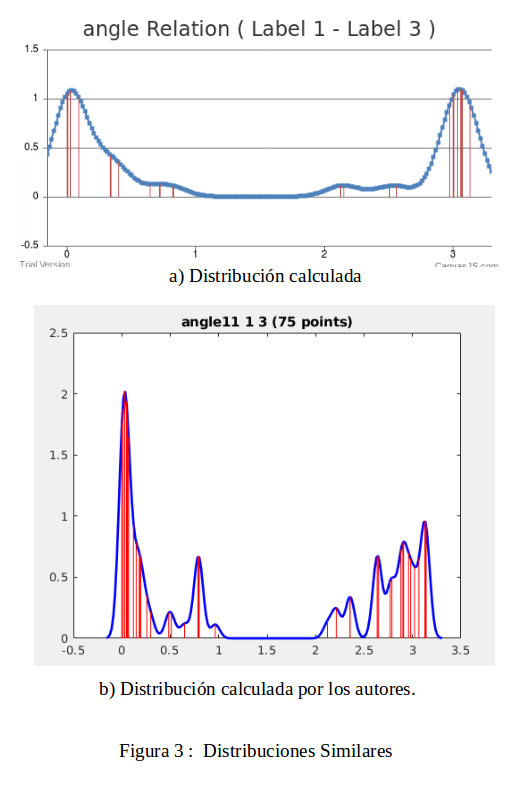 angle Relation ( Label 1 - Label 3 )
1.5
1
0.5
0
-0.5
0 1 2 3
Trial Version CanvasJS.com
a) Distribución calculada
angle11 1 3 (75 points)
2.5
2
1.5
1
0.5
0
-0.5 0 0.5 1 1.5 2 2.5 3 3.5
b) Distribución calculada por los autores.
Figura 3 : Distribuciones Similares